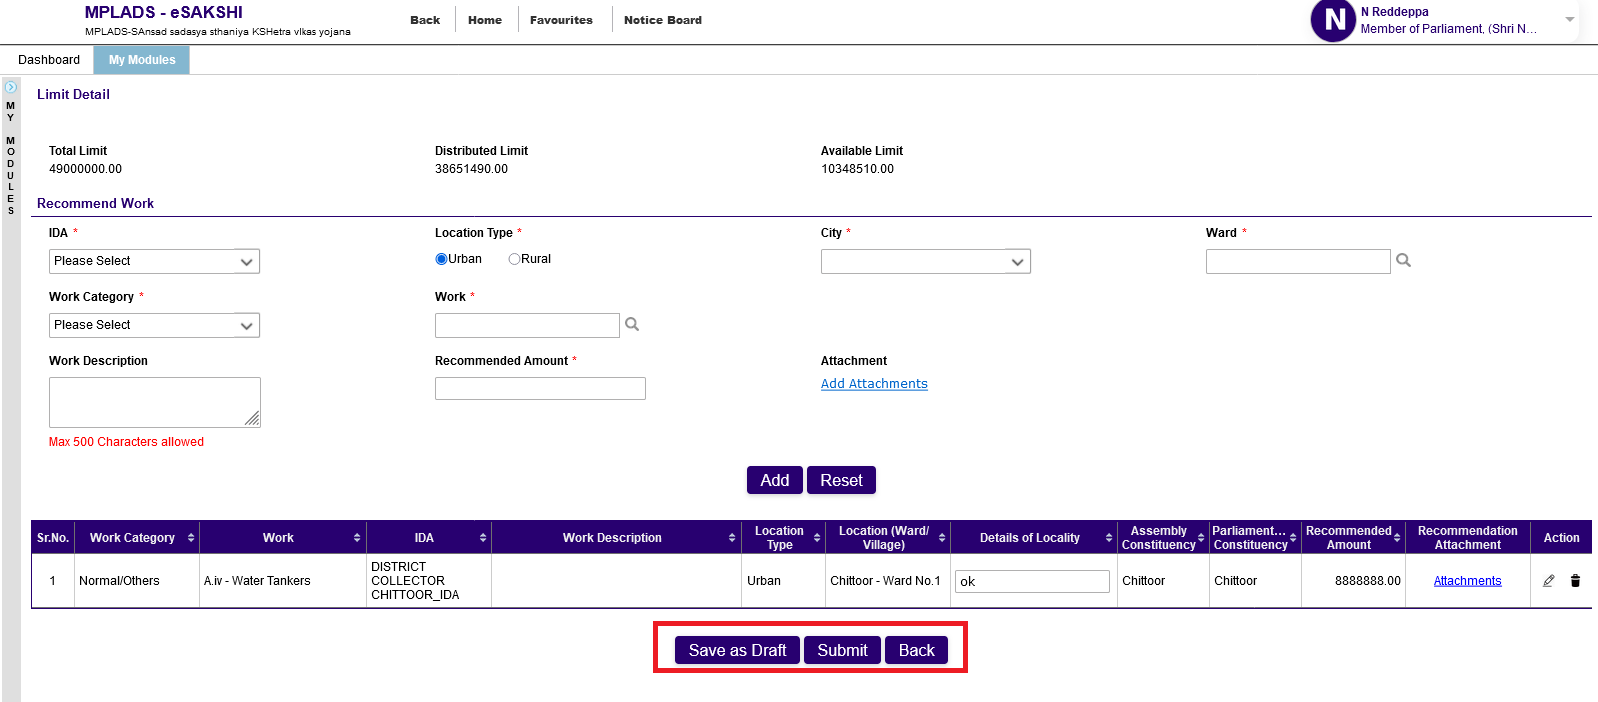 MPLADS - eSAKSHI
MPLADS-SAnsad sadasya sthaniya KSHetra vIkas yojana
Back Home Favourites Notice Board
N
N Reddeppa
Member of Parliament, (Shri N...
Dashboard My Modules
MY MODULES
Limit Detail
Total Limit Distributed Limit Available Limit
49000000.00 38651490.00 10348510.00
Recommend Work
IDA * Location Type * City * Ward *
Please Select Urban Rural
Work Category * Work *
Please Select
Work Description Recommended Amount * Attachment
Add Attachments
Max 500 Characters allowed
Add Reset
Sr.No. Work Category Work IDA Work Description Location Type Location (Ward/ Village) Details of Locality Assembly Constituency Parliament... Constituency Recommended Amount Recommendation Attachment Action
1 Normal/Others A.iv - Water Tankers DISTRICT COLLECTOR CHITTOOR_IDA Urban Chittoor - Ward No.1 ok Chittoor Chittoor 8888888.00 Attachments
Save as Draft Submit Back